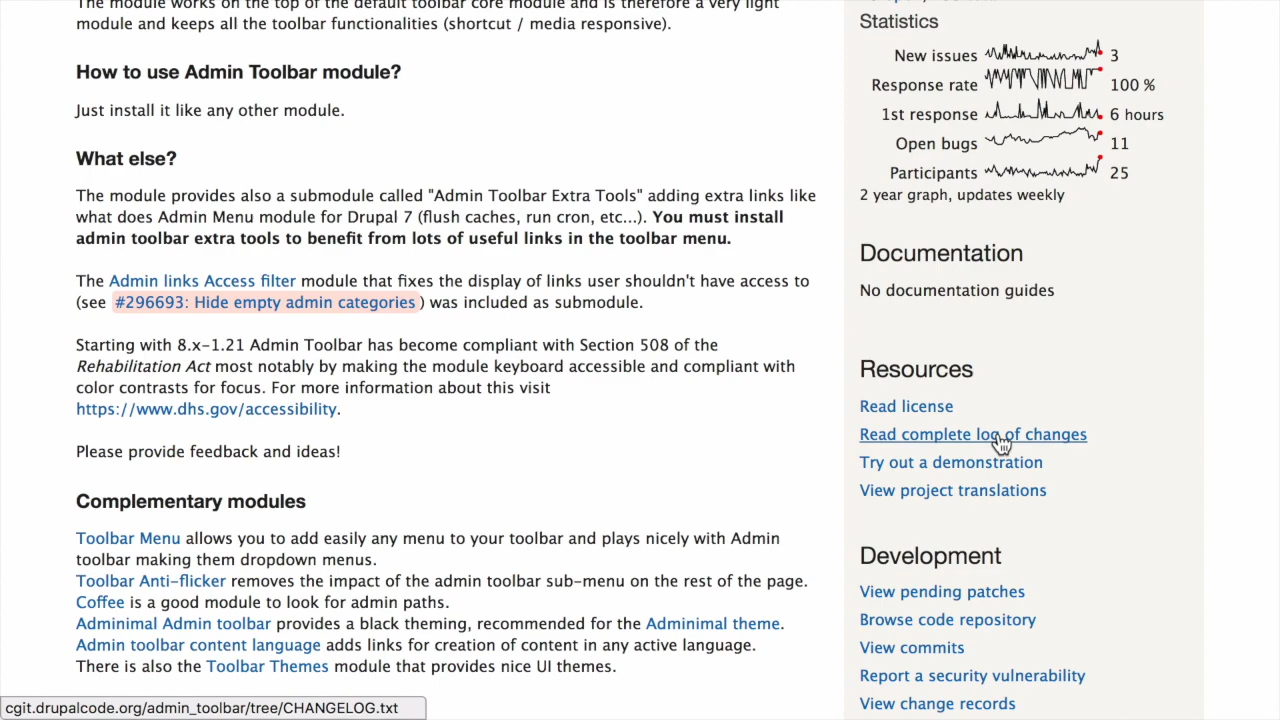 The module works on the top of the default toolbar core module and is therefore a very light
module and keeps all the toolbar functionalities (shortcut / media responsive).
How to use Admin Toolbar module?
Just install it like any other module.
What else?
The module provides also a submodule called "Admin Toolbar Extra Tools" adding extra links like
what does Admin Menu module for Drupal 7 (flush caches, run cron, etc...). You must install
admin toolbar extra tools to benefit from lots of useful links in the toolbar menu.
The Admin links Access filter module that fixes the display of links user shouldn't have access to
(see #296693: Hide empty admin categories) was included as submodule.
Starting with 8.x-1.21 Admin Toolbar has become compliant with Section 508 of the
Rehabilitation Act most notably by making the module keyboard accessible and compliant with
color contrasts for focus. For more information about this visit
https://www.dhs.gov/accessibility.
Please provide feedback and ideas!
Complementary modules
Toolbar Menu allows you to add easily any menu to your toolbar and plays nicely with Admin
toolbar making them dropdown menus.
Toolbar Anti-flicker removes the impact of the admin toolbar sub-menu on the rest of the page.
Coffee is a good module to look for admin paths.
Adminimal Admin toolbar provides a black theming, recommended for the Adminimal theme.
Admin toolbar content language adds links for creation of content in any active language.
There is also the Toolbar Themes module that provides nice UI themes.
Statistics
New issues 3
Response rate 100 %
1st response 6 hours
Open bugs 11
Participants 25
2 year graph, updates weekly
Documentation
No documentation guides
Resources
Read license
Read complete log of changes
Try out a demonstration
View project translations
Development
View pending patches
Browse code repository
View commits
Report a security vulnerability
View change records
cgit.drupalcode.org/admin_toolbar/tree/CHANGELOG.txt